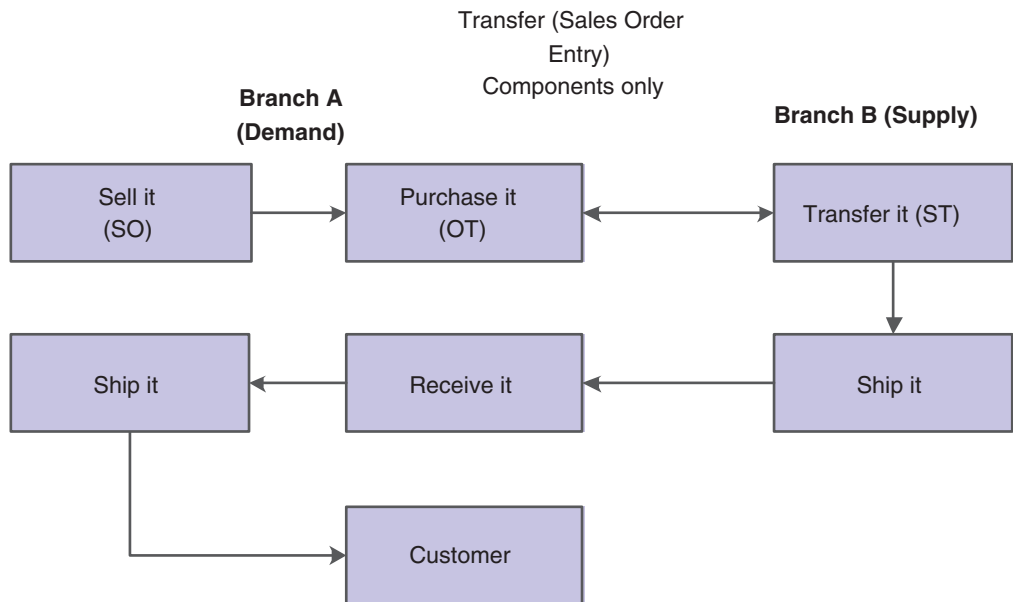 Transfer (Sales Order
Entry)
Components only
Branch A
(Demand)
Branch B (Supply)
Sell it
(SO)
Purchase it
(OT)
Transfer it (ST)
Ship it
Receive it
Ship it
Customer